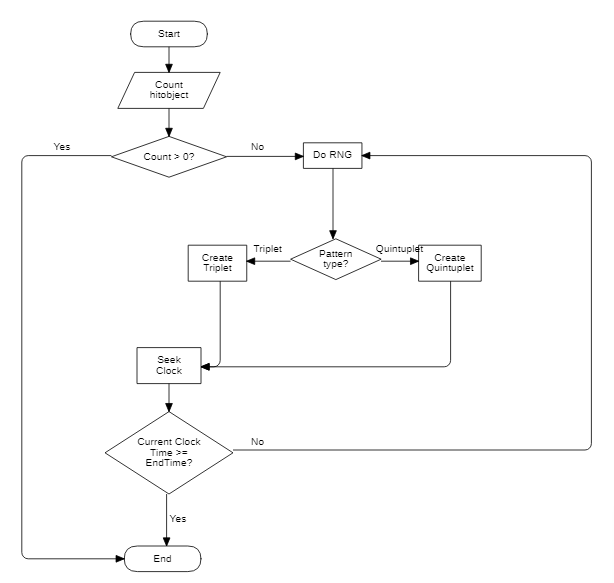 Start
Count
hitobject
Yes
Count > 0?
No
Do RNG
Triplet
Pattern
type?
Quintuplet
Create
Triplet
Create
Quintuplet
Seek
Clock
Current Clock
Time >=
EndTime?
No
Yes
End